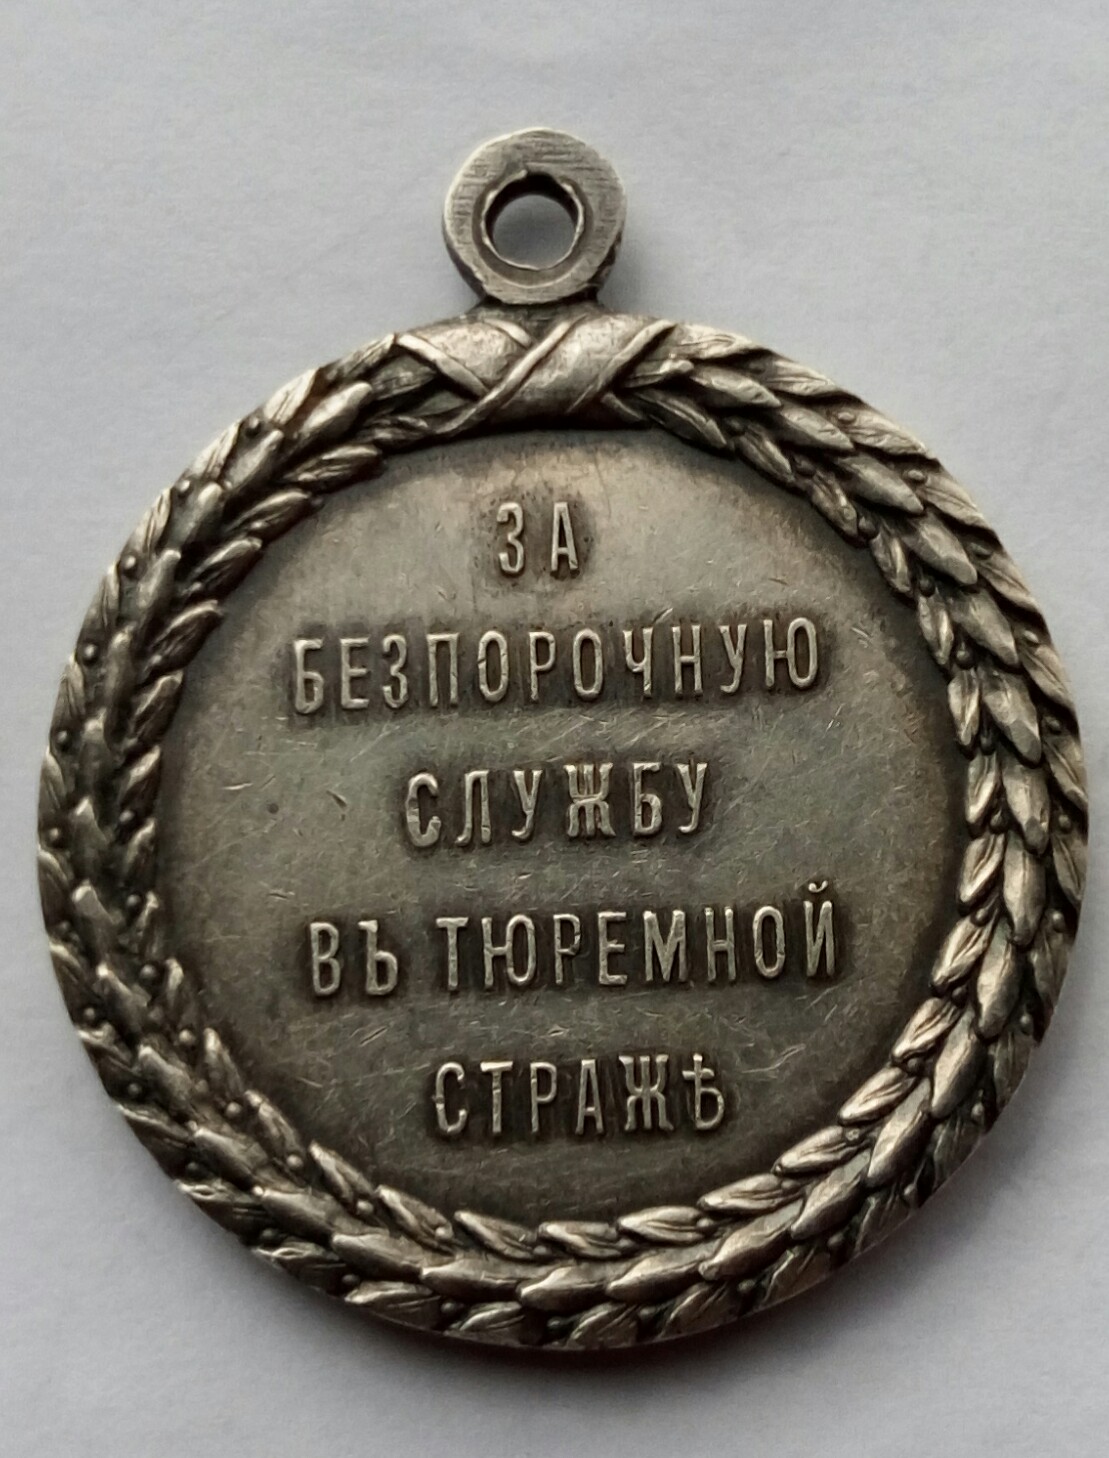 ЗА
БЕЗПОРОЧНУЮ
СЛУЖБУ
ВЪ ТЮРЕМНОЙ
СТРАЖѢ